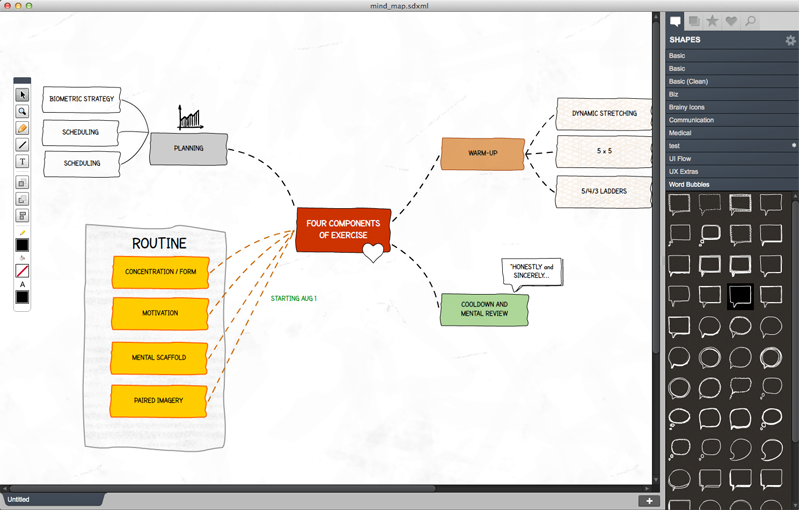 mind_map.sdxml
BIOMETRIC STRATEGY
SCHEDULING
SCHEDULING
PLANNING
ROUTINE
CONCENTRATION / FORM
MOTIVATION
MENTAL SCAFFOLD
PAIRED IMAGERY
FOUR COMPONENTS
OF EXERCISE
STARTING AUG 1
WARM-UP
DYNAMIC STRETCHING
5 x 5
5/4/3 LADDERS
"HONESTLY and
SINCERELY...
COOLDOWN AND
MENTAL REVIEW
T
A
SHAPES
Basic
Basic
Basic (Clean)
Biz
Brainy Icons
Communication
Medical
test
UI Flow
UX Extras
Word Bubbles
Untitled
+